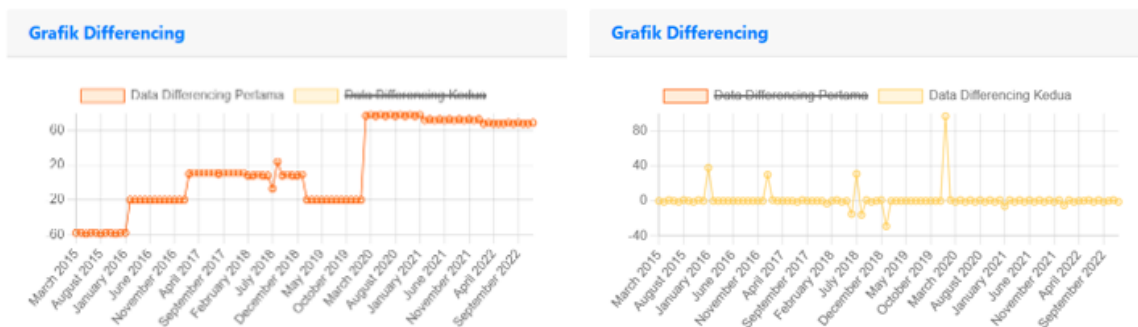 Grafik Differencing
Data Differencing Pertama Data Differencing Kedua
60
20
20
60
March 2015
August 2015
January 2016
June 2016
November 2016
April 2017
September 2017
February 2018
July 2018
December 2018
May 2019
October 2019
March 2020
August 2020
January 2021
June 2021
November 2021
April 2022
September 2022
Grafik Differencing
Data Differencing Pertama Data Differencing Kedua
80
40
0
-40
March 2015
August 2015
January 2016
June 2016
November 2016
April 2017
September 2017
February 2018
July 2018
December 2018
May 2019
October 2019
March 2020
August 2020
January 2021
June 2021
November 2021
April 2022
September 2022